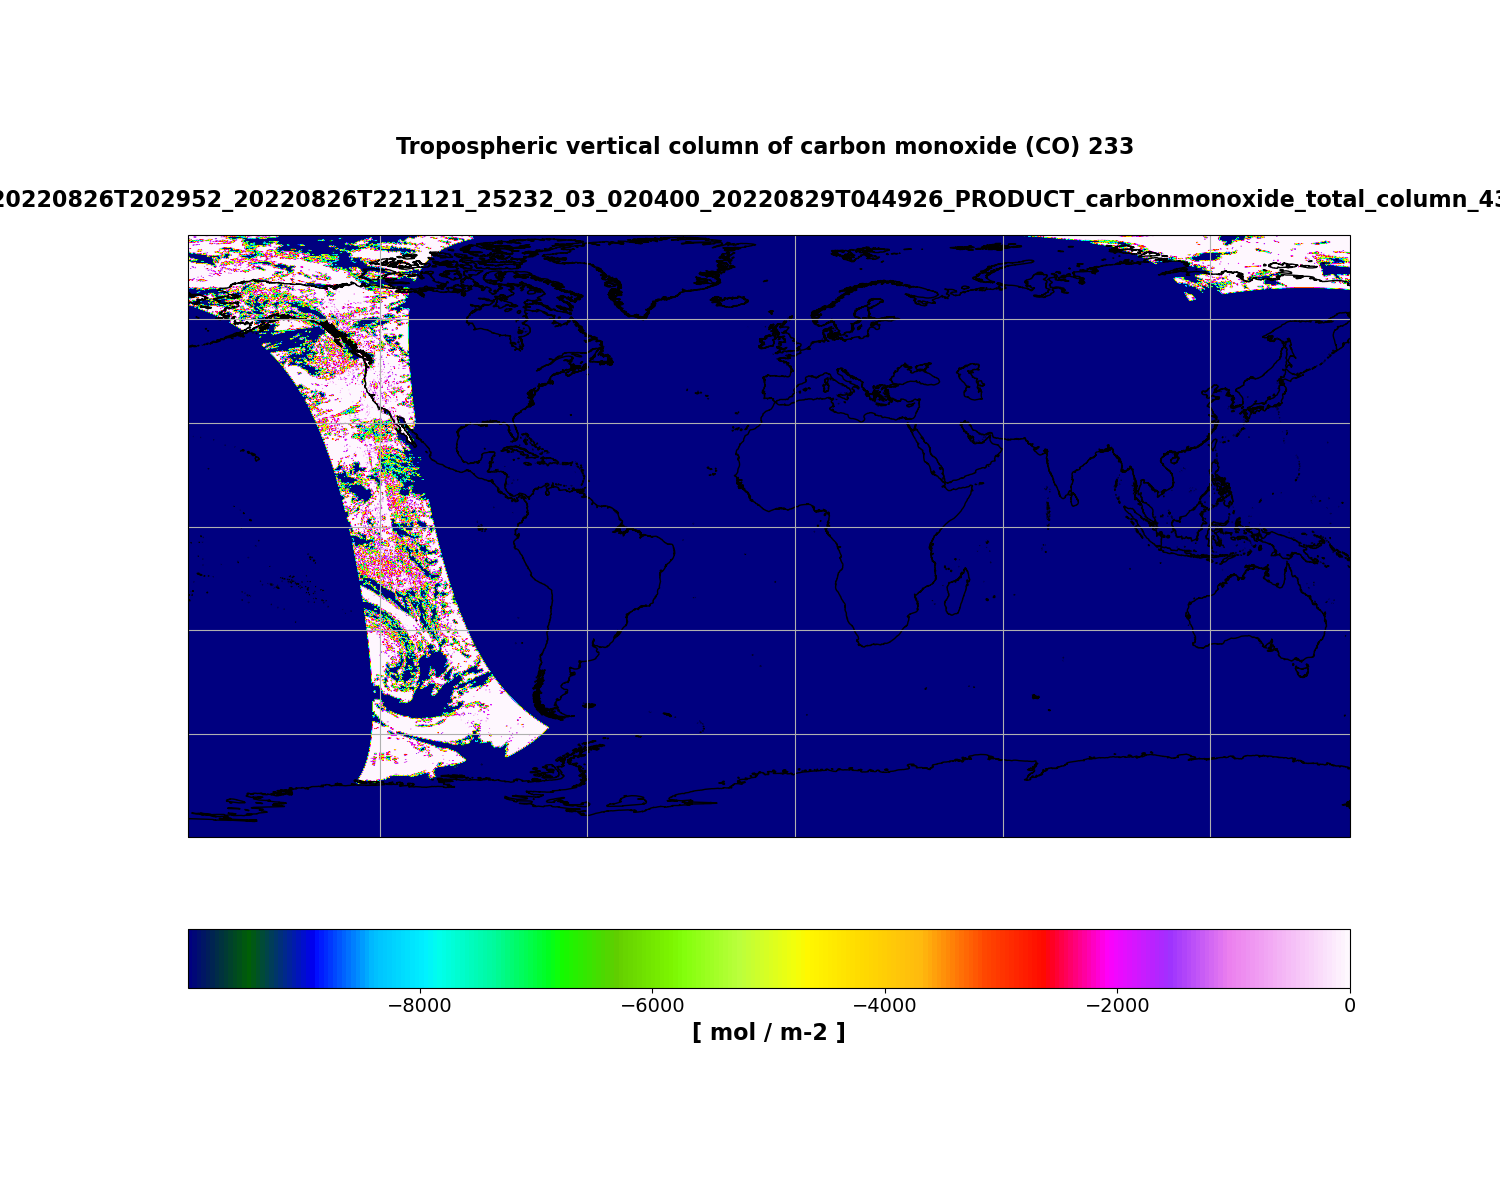 Tropospheric vertical column of carbon monoxide (CO) 233
20220826T202952_20220826T221121_25232_03_020400_20220829T044926_PRODUCT_carbonmonoxide_total_column_43
−8000 −6000 −4000 −2000 0
[ mol / m-2 ]